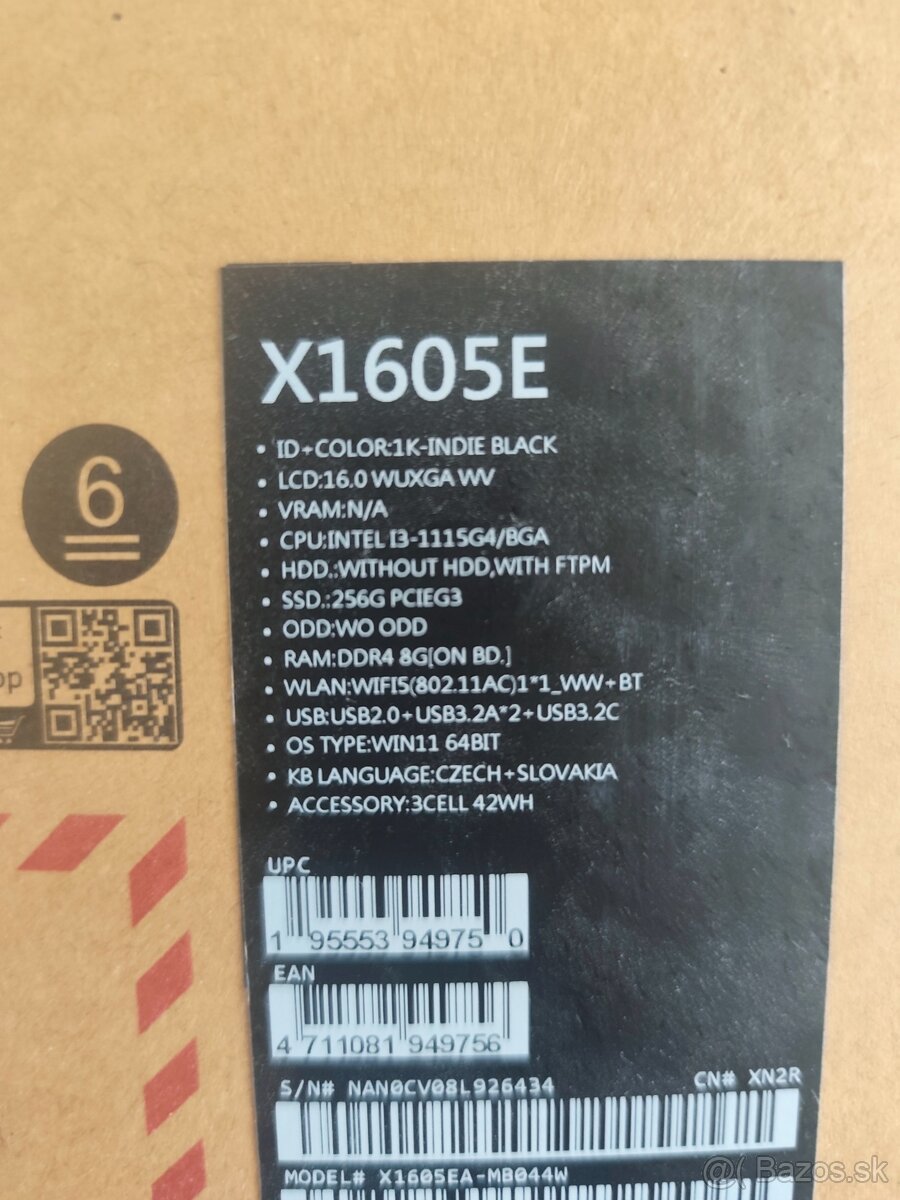 X1605E
• ID+COLOR:1K-INDIE BLACK
• LCD:16.0 WUXGA WV
• VRAM:N/A
• CPU:INTEL I3-1115G4/BGA
• HDD.:WITHOUT HDD,WITH FTPM
• SSD.:256G PCIEG3
• ODD:WO ODD
• RAM:DDR4 8G[ON BD.]
• WLAN:WIFI5(802.11AC)1*1_WW+BT
• USB:USB2.0+USB3.2A*2+USB3.2C
• OS TYPE:WIN11 64BIT
• KB LANGUAGE:CZECH+SLOVAKIA
• ACCESSORY:3CELL 42WH
6
UPC
1 95553 94975 0
EAN
4 711081 949756
S/N# NAN0CV08L926434 CN# XN2R
MODEL# X1605EA-MB044W
@( Bazos.sk